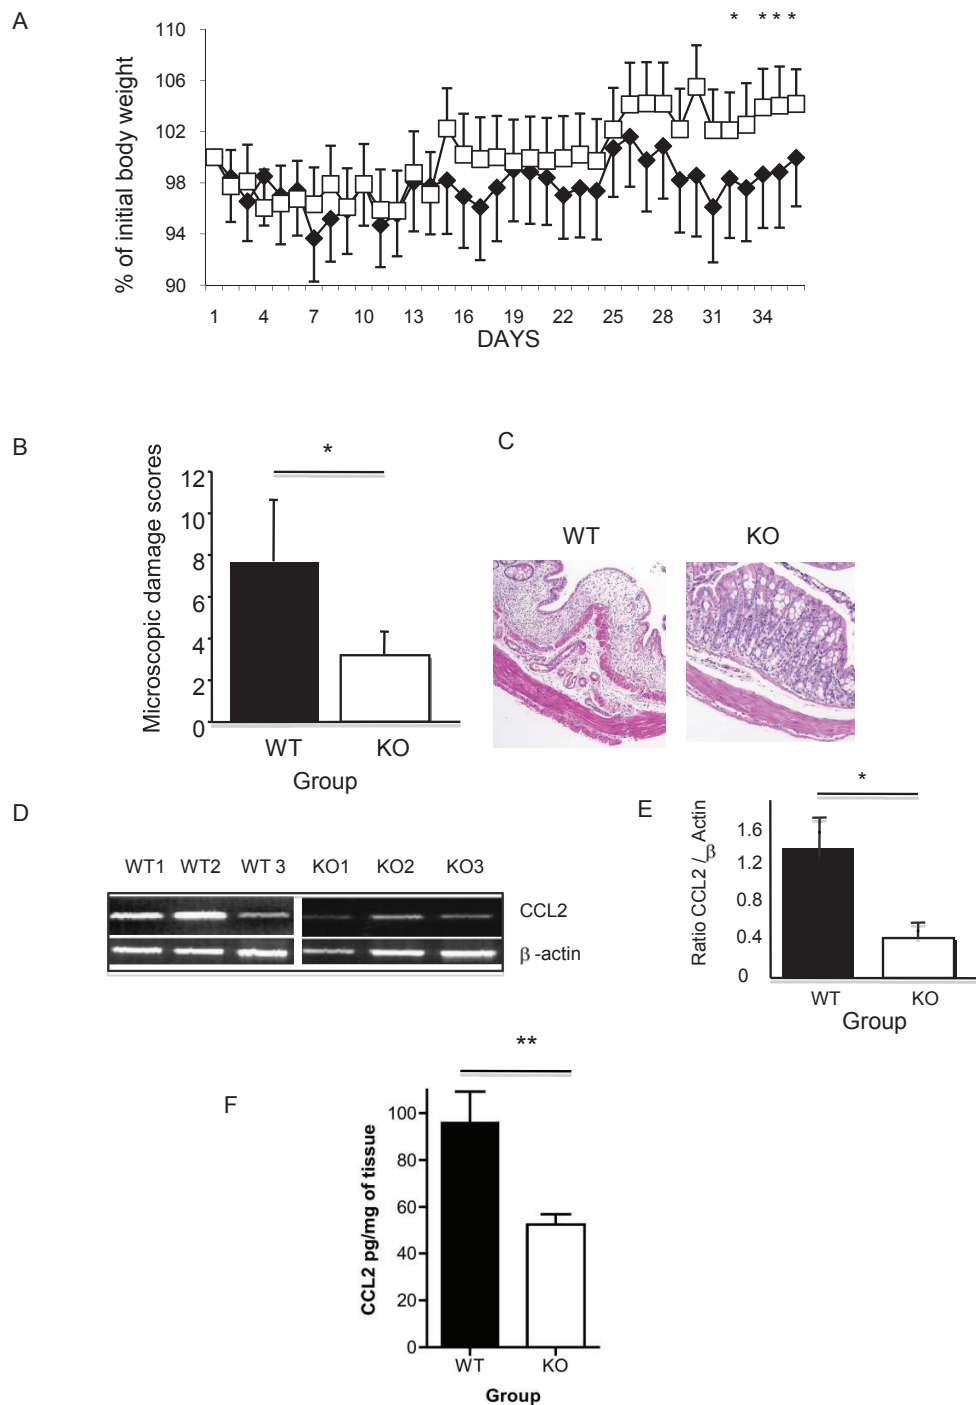 A
* * * *
% of initial body weight
110
106
102
98
94
90
1 4 7 10 13 16 19 22 25 28 31 34
DAYS
B
*
Microscopic damage scores
12
10
8
6
4
2
0
WT KO
Group
C
WT KO
D
WT1 WT2 WT 3 KO1 KO2 KO3
CCL2
β -actin
E
*
Ratio CCL2 /_β Actin
1.6
1.2
0.8
0.4
0
WT KO
Group
F
**
CCL2 pg/mg of tissue
100
80
60
40
20
0
WT KO
Group